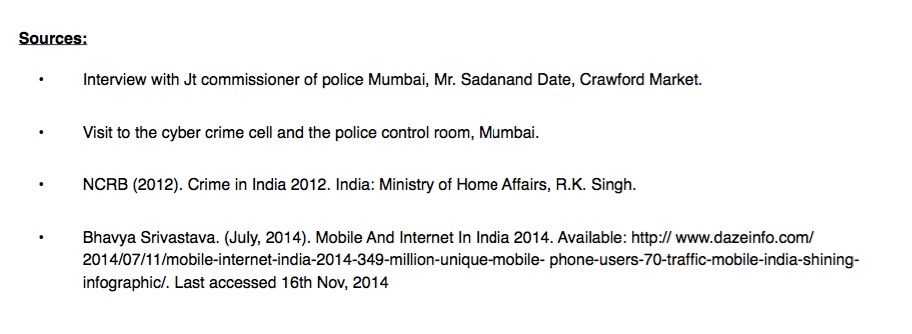 Sources:
• Interview with Jt commissioner of police Mumbai, Mr. Sadanand Date, Crawford Market.
• Visit to the cyber crime cell and the police control room, Mumbai.
• NCRB (2012). Crime in India 2012. India: Ministry of Home Affairs, R.K. Singh.
• Bhavya Srivastava. (July, 2014). Mobile And Internet In India 2014. Available: http:// www.dazeinfo.com/
2014/07/11/mobile-internet-india-2014-349-million-unique-mobile- phone-users-70-traffic-mobile-india-shining-
infographic/. Last accessed 16th Nov, 2014